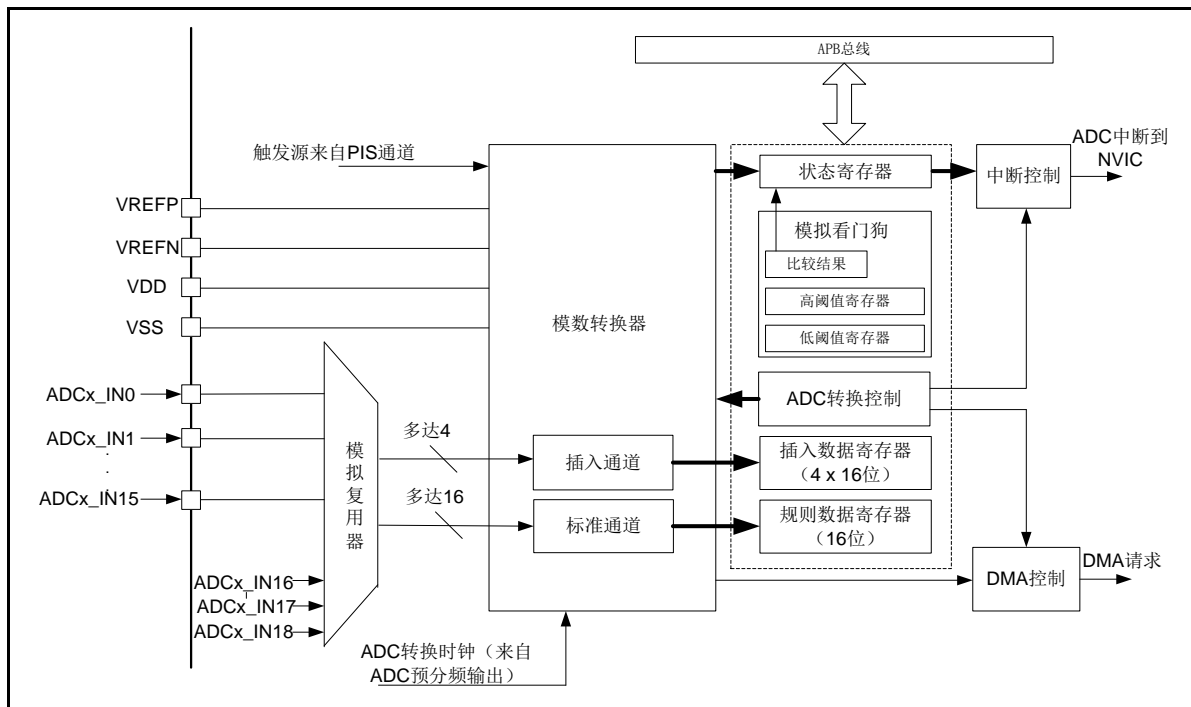 APB总线
触发源来自PIS通道
VREFP
VREFN
VDD
VSS
ADCx_IN0
ADCx_IN1
ADCx_IN15
ADCx_IN16
ADCx_IN17
ADCx_IN18
模拟复用器
多达4
多达16
模数转换器
插入通道
标准通道
ADC转换时钟（来自
ADC预分频输出）
状态寄存器
模拟看门狗
比较结果
高阈值寄存器
低阈值寄存器
ADC转换控制
插入数据寄存器
（4 x 16位）
规则数据寄存器
（16位）
中断控制
ADC中断到
NVIC
DMA控制
DMA请求